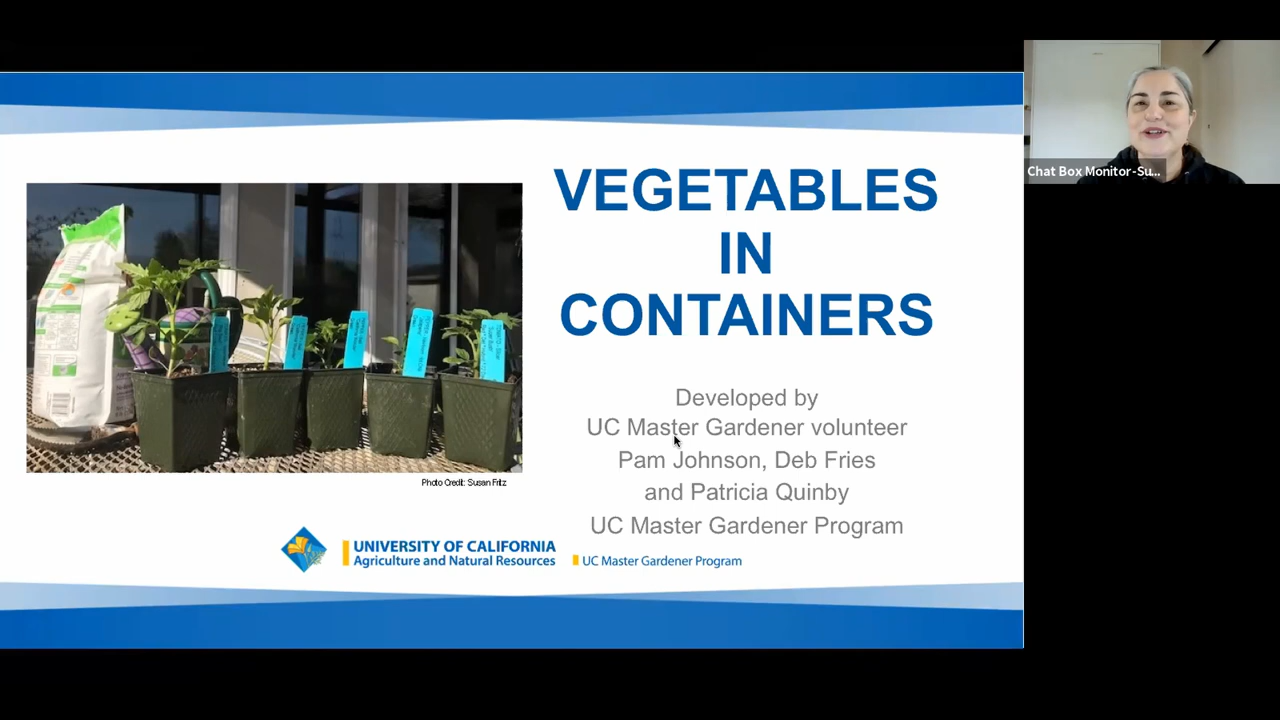 VEGETABLES
IN
CONTAINERS
Developed by
UC Master Gardener volunteer
Pam Johnson, Deb Fries
and Patricia Quinby
UC Master Gardener Program
Photo Credit: Susan Fritz
UNIVERSITY OF CALIFORNIA
Agriculture and Natural Resources
UC Master Gardener Program
Chat Box Monitor-Su...